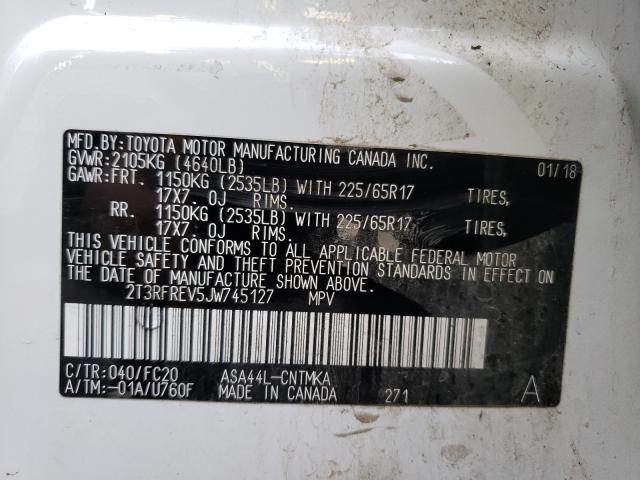 MFD.BY:TOYOTA MOTOR MANUFACTURING CANADA INC. 01/18
GVWR:2105KG (4640LB)
GAWR:FRT. 1150KG (2535LB) WITH 225/65R17 TIRES,
17X7. 0J RIMS.
RR. 1150KG (2535LB) WITH 225/65R17 TIRES,
17X7. 0J RIMS.
THIS VEHICLE CONFORMS TO ALL APPLICABLE FEDERAL MOTOR
VEHICLE SAFETY AND THEFT PREVENTION STANDARDS IN EFFECT ON
THE DATE OF MANUFACTURE SHOWN ABOVE.
2T3RFREV5JW745127 MPV
C/TR:040/FC20 ASA44L-CNTMKA
A/TM:-01A/U760F MADE IN CANADA 271 A